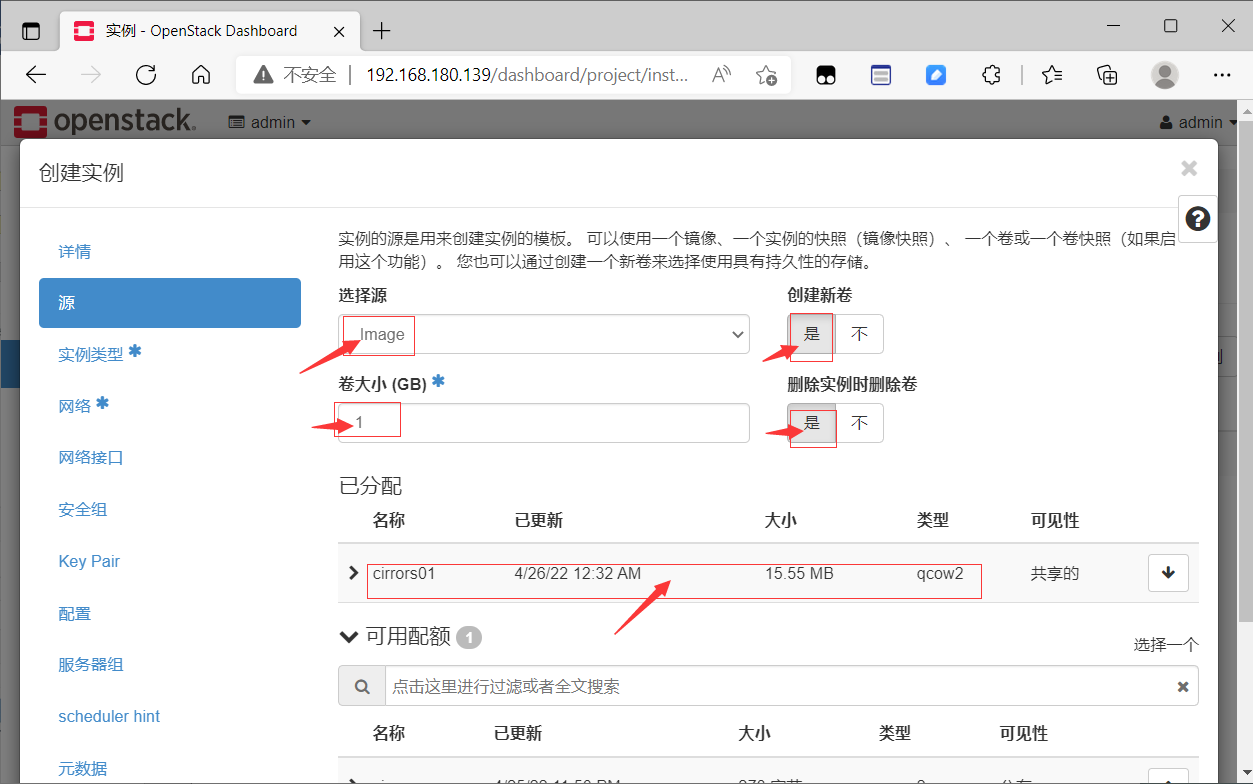 实例 - OpenStack Dashboard
不安全
192.168.180.139/dashboard/project/inst...
openstack.
admin
admin
创建实例
详情
源
实例类型
网络
网络接口
安全组
Key Pair
配置
服务器组
scheduler hint
元数据
实例的源是用来创建实例的模板。 可以使用一个镜像、一个实例的快照（镜像快照）、 一个卷或一个卷快照（如果启
用这个功能）。 您也可以通过创建一个新卷来选择使用具有持久性的存储。
选择源
创建新卷
Image
是 不
卷大小 (GB)
删除实例时删除卷
1
是 不
已分配
名称 已更新 大小 类型 可见性
cirrors01 4/26/22 12:32 AM 15.55 MB qcow2 共享的
可用配额 1
选择一个
点击这里进行过滤或者全文搜索
名称 已更新 大小 类型 可见性